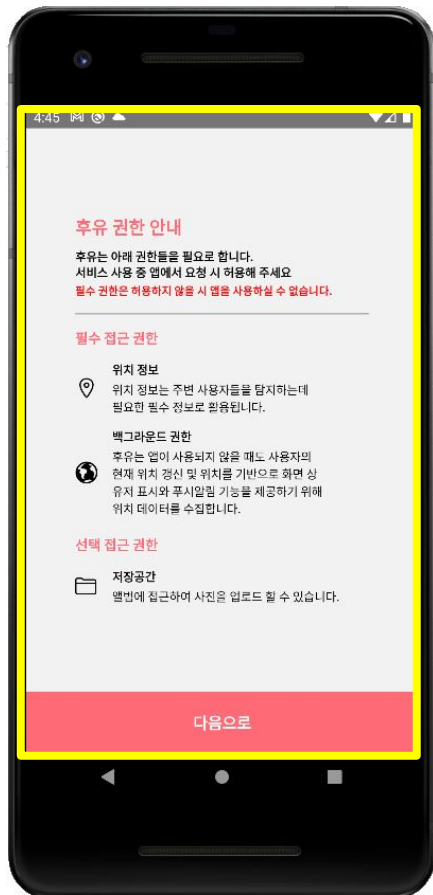 4:45
후유 권한 안내
후유는 아래 권한들을 필요로 합니다.
서비스 사용 중 앱에서 요청 시 허용해 주세요
필수 권한은 허용하지 않을 시 앱을 사용하실 수 없습니다.
필수 접근 권한
위치 정보
위치 정보는 주변 사용자들을 탐지하는데
필요한 필수 정보로 활용됩니다.
백그라운드 권한
후유는 앱이 사용되지 않을 때도 사용자의
현재 위치 갱신 및 위치를 기반으로 화면 상
유저 표시와 푸시알림 기능을 제공하기 위해
위치 데이터를 수집합니다.
선택 접근 권한
저장공간
앨범에 접근하여 사진을 업로드 할 수 있습니다.
다음으로